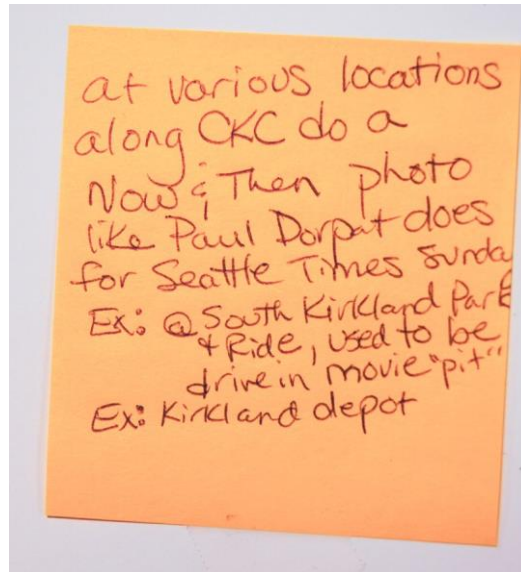 at various locations
along CKC do a
Now & Then photo
like Paul Dorpat does
for Seattle Times Sunda
Ex: @ South Kirkland Park
+ Ride, used to be
drive in movie "pit"
Ex: Kirkland depot